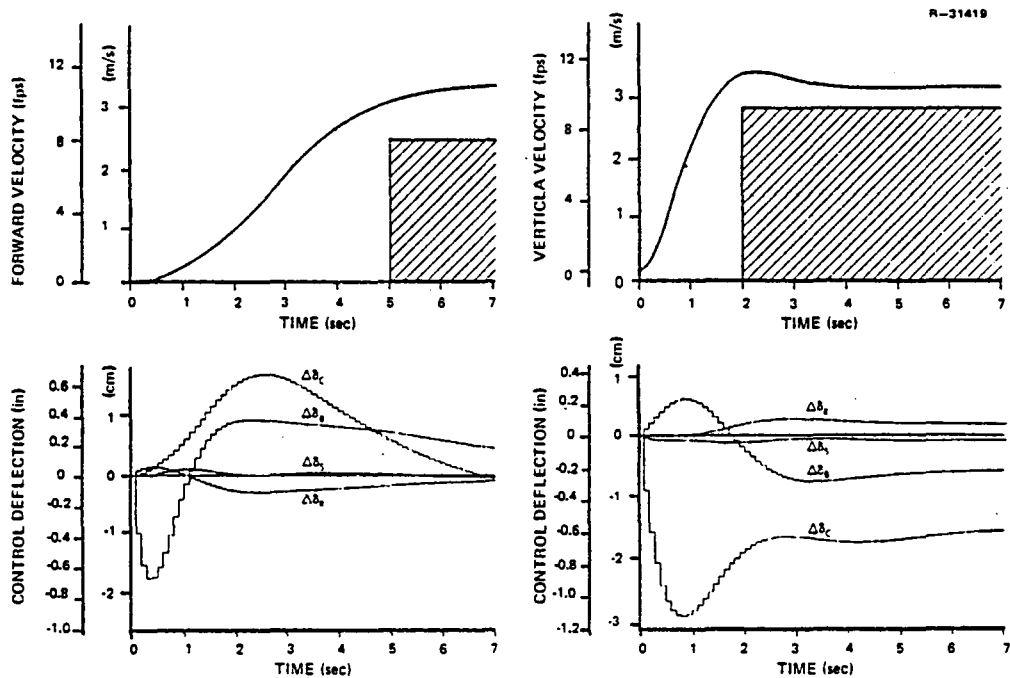 R-31419
FORWARD VELOCITY (fps)
12
8
4
0
(m/s)
3
2
1
0
0 1 2 3 4 5 6 7
TIME (sec)
VERTICLA VELOCITY (fps)
12
8
4
0
(m/s)
3
2
1
0
0 1 2 3 4 5 6 7
TIME (sec)
CONTROL DEFLECTION (in)
0.6
0.4
0.2
0
-0.2
-0.4
-0.6
-0.8
-1.0
(cm)
1
0
-1
-2
ΔδC
ΔδB
ΔδS
Δδe
0 1 2 3 4 5 6 7
TIME (sec)
CONTROL DEFLECTION (in)
0.4
0.2
0
-0.2
-0.4
-0.6
-0.8
-1.0
-1.2
(cm)
1
0
-1
-2
-3
ΔδS
ΔδB
ΔδC
0 1 2 3 4 5 6 7
TIME (sec)